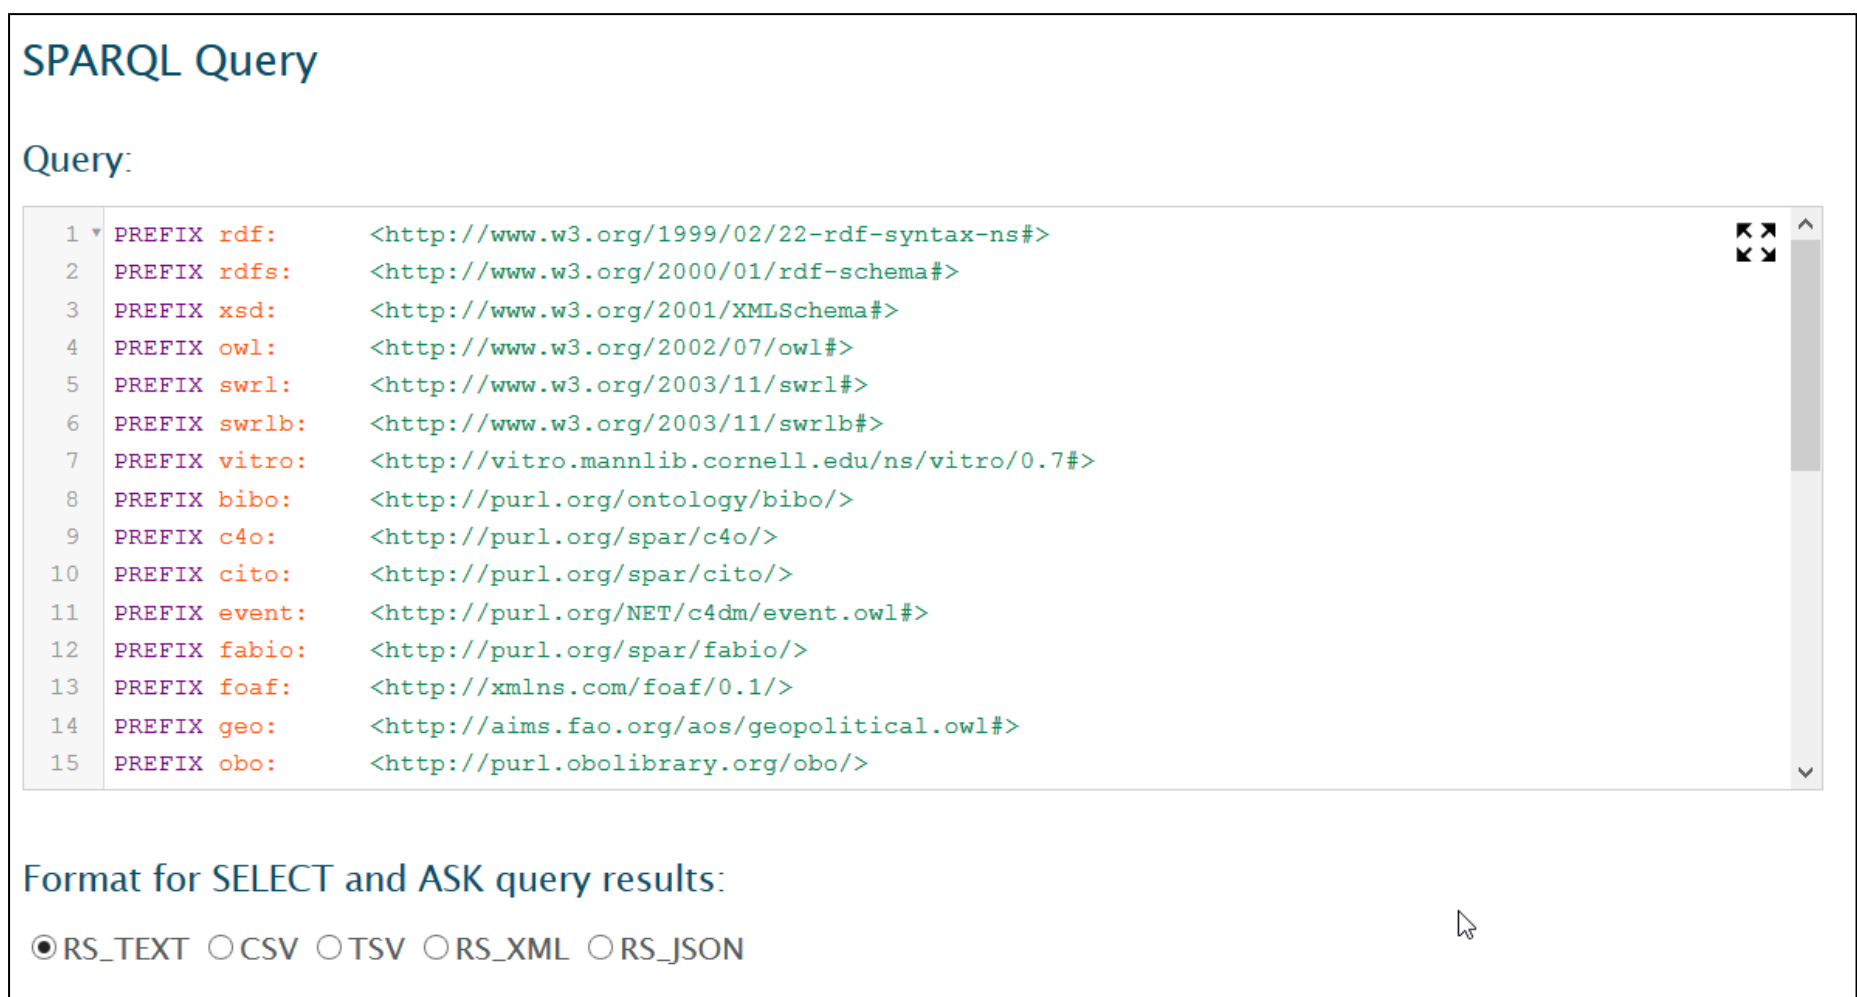 SPARQL Query
Query:
1 PREFIX rdf: <http://www.w3.org/1999/02/22-rdf-syntax-ns#>
2 PREFIX rdfs: <http://www.w3.org/2000/01/rdf-schema#>
3 PREFIX xsd: <http://www.w3.org/2001/XMLSchema#>
4 PREFIX owl: <http://www.w3.org/2002/07/owl#>
5 PREFIX swrl: <http://www.w3.org/2003/11/swrl#>
6 PREFIX swrlb: <http://www.w3.org/2003/11/swrlb#>
7 PREFIX vitro: <http://vitro.mannlib.cornell.edu/ns/vitro/0.7#>
8 PREFIX bibo: <http://purl.org/ontology/bibo/>
9 PREFIX c4o: <http://purl.org/spar/c4o/>
10 PREFIX cito: <http://purl.org/spar/cito/>
11 PREFIX event: <http://purl.org/NET/c4dm/event.owl#>
12 PREFIX fabio: <http://purl.org/spar/fabio/>
13 PREFIX foaf: <http://xmlns.com/foaf/0.1/>
14 PREFIX geo: <http://aims.fao.org/aos/geopolitical.owl#>
15 PREFIX obo: <http://purl.obolibrary.org/obo/>
Format for SELECT and ASK query results:
RS_TEXT CSV TSV RS_XML RS_JSON